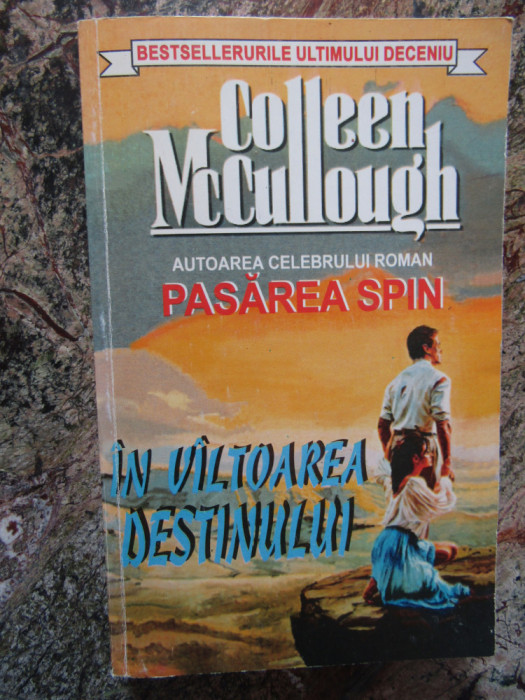 BESTSELLERURILE ULTIMULUI DECENIU
Colleen
McCullough
AUTOAREA CELEBRULUI ROMAN
PASĂREA SPIN
ÎN VÎLTOAREA
DESTINULUI